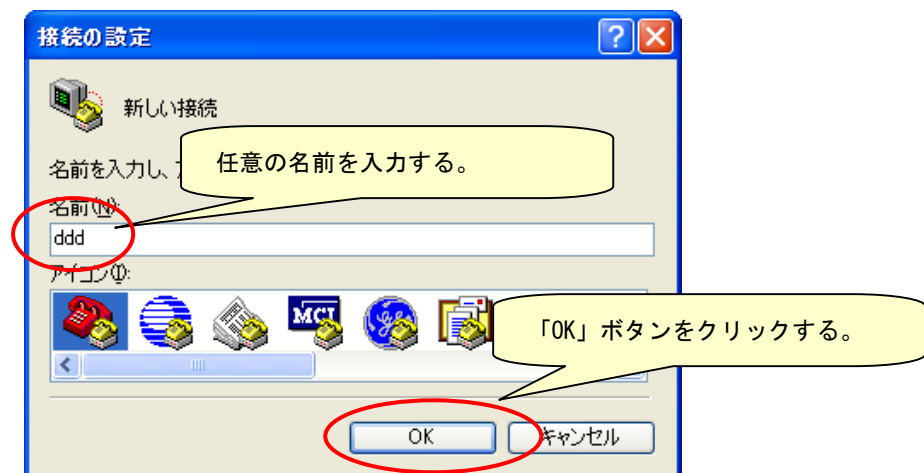 接続の設定
新しい接続
名前を入力し、
任意の名前を入力する。
名前(N):
ddd
アイコン(I):
MCI
「OK」ボタンをクリックする。
OK
キャンセル